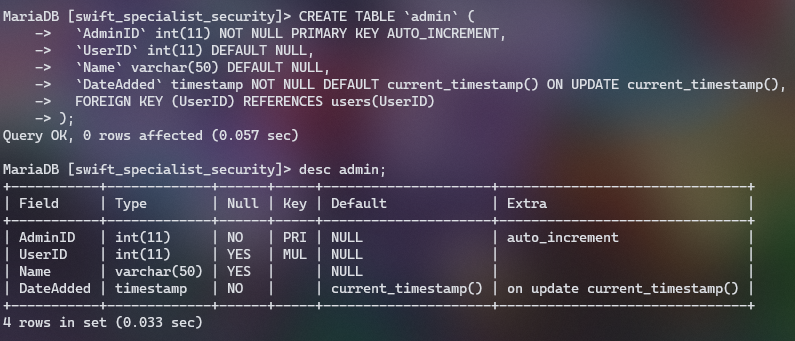 MariaDB [swift_specialist_security]> CREATE TABLE `admin` (
    ->   `AdminID` int(11) NOT NULL PRIMARY KEY AUTO_INCREMENT,
    ->   `UserID` int(11) DEFAULT NULL,
    ->   `Name` varchar(50) DEFAULT NULL,
    ->   `DateAdded` timestamp NOT NULL DEFAULT current_timestamp() ON UPDATE current_timestamp(),
    ->   FOREIGN KEY (UserID) REFERENCES users(UserID)
    -> );
Query OK, 0 rows affected (0.057 sec)

MariaDB [swift_specialist_security]> desc admin;
+-----------+-------------+------+-----+---------------------+-------------------------------+
| Field     | Type        | Null | Key | Default             | Extra                         |
+-----------+-------------+------+-----+---------------------+-------------------------------+
| AdminID   | int(11)     | NO   | PRI | NULL                | auto_increment                |
| UserID    | int(11)     | YES  | MUL | NULL                |                               |
| Name      | varchar(50) | YES  |     | NULL                |                               |
| DateAdded | timestamp   | NO   |     | current_timestamp() | on update current_timestamp() |
+-----------+-------------+------+-----+---------------------+-------------------------------+
4 rows in set (0.033 sec)